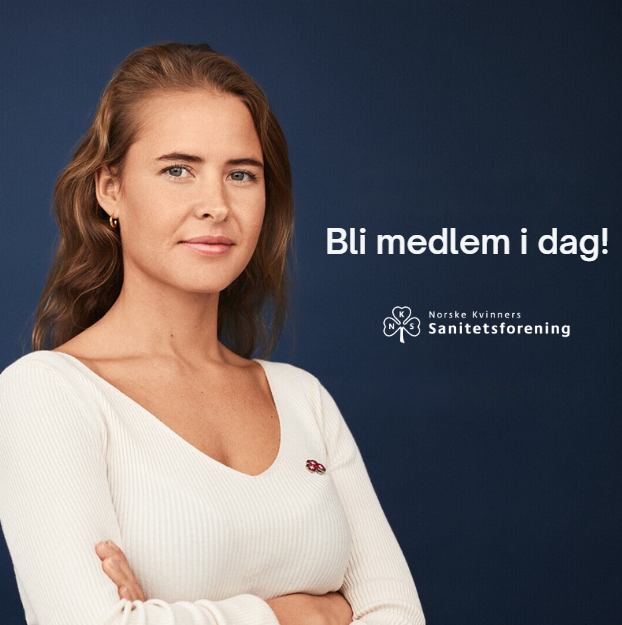 Bli medlem i dag!
K
N S
Norske Kvinners
Sanitetsforening